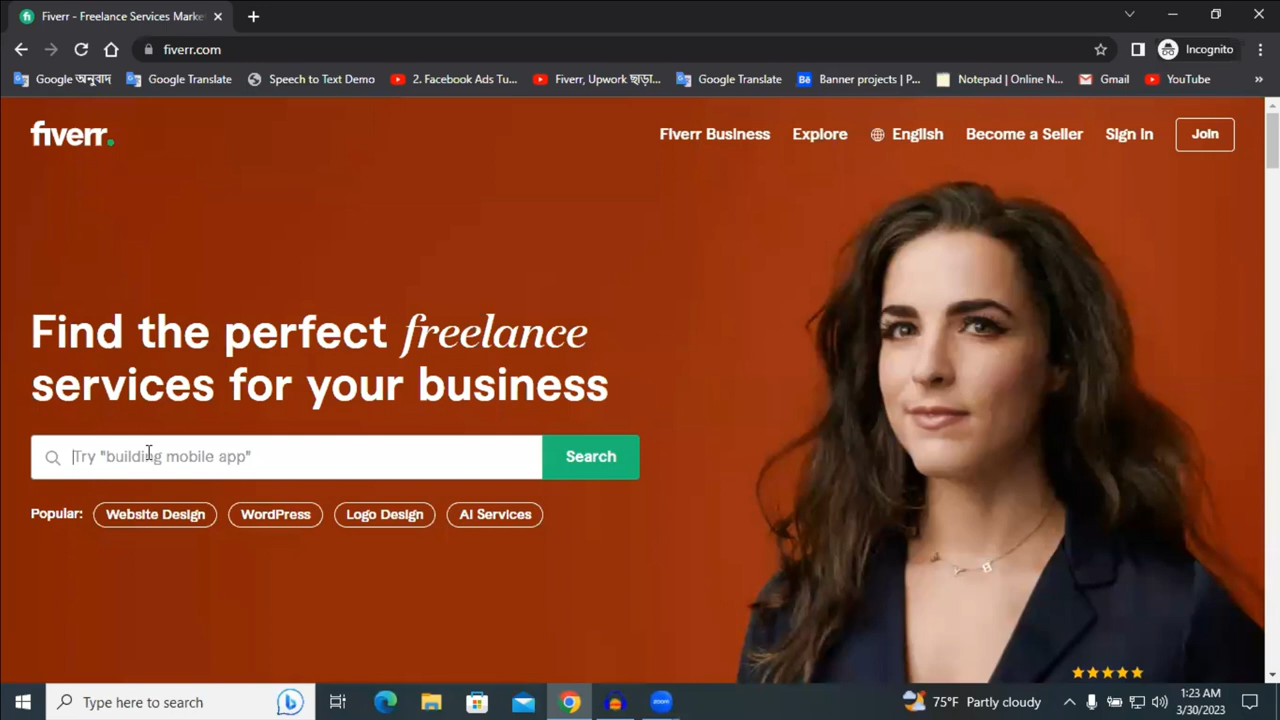 Fiverr - Freelance Services Marke
fiverr.com
Incognito
Google অনুবাদ
Google Translate
Speech to Text Demo
2. Facebook Ads Tu...
Fiverr, Upwork ছাড়া...
Google Translate
Bē Banner projects | P...
Notepad | Online N...
Gmail
YouTube
»
fiverr.
Fiverr Business
Explore
English
Become a Seller
Sign In
Join
Find the perfect freelance
services for your business
Try "building mobile app"
Search
Popular:
Website Design
WordPress
Logo Design
AI Services
Type here to search
zoom
75°F Partly cloudy
1:23 AM
3/30/2023